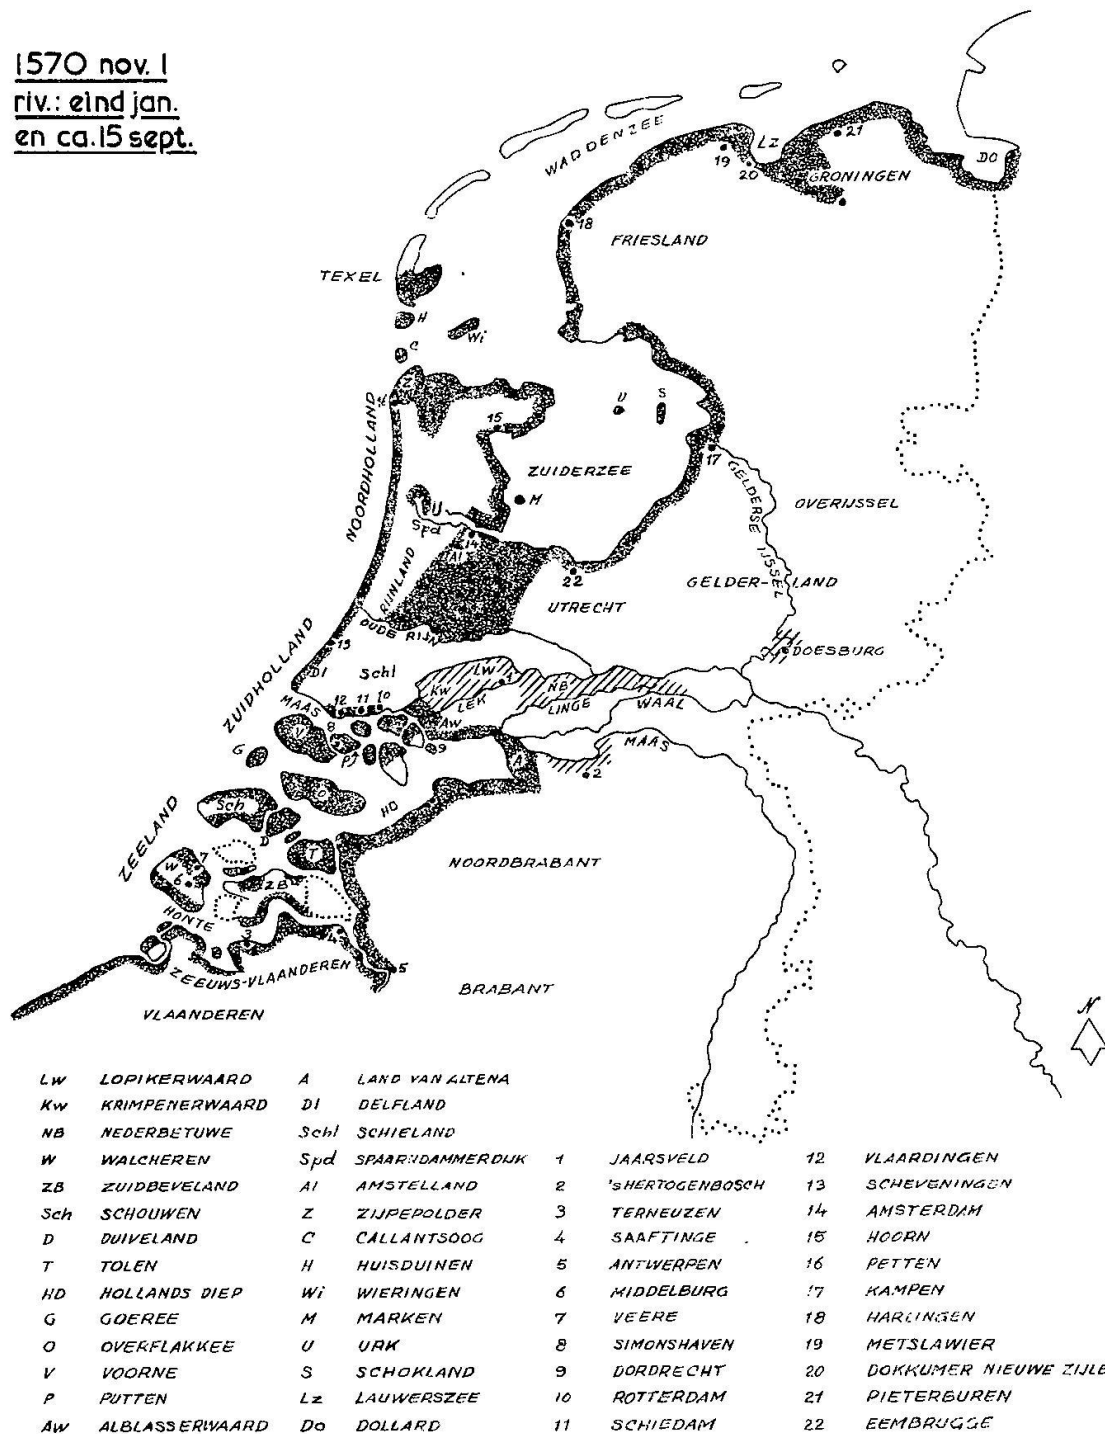 1570 nov. 1
riv.: eind jan.
en ca. 15 sept.
WADDENZEE
Lz
21
19
20
GRONINGEN
DO
18
FRIESLAND
TEXEL
H
Wi
C
Z
16
15
U
S
17
NOORDHOLLAND
ZUIDERZEE
M
IJ
Spd
14
Al
GELDERSE IJSSEL
OVERIJSSEL
22
GELDER-LAND
RIJNLAND
UTRECHT
OUDE RIJN
13
DOESBURG
ZUIDHOLLAND
Dl
Schl
Lw
1
Kw
NB
LEK
LINGE
WAAL
MAAS
12 11 10
8
Aw
9
MAAS
G
V
P
A
2
O
HD
Sch
D
ZEELAND
T
NOORDBRABANT
7
W
6
ZB
HONTE
3
4
5
ZEEUWS-VLAANDEREN
BRABANT
VLAANDEREN
N
Lw LOPIKERWAARD A LAND VAN ALTENA
Kw KRIMPENERWAARD Dl DELFLAND
NB NEDERBETUWE Schl SCHIELAND
W WALCHEREN Spd SPAARNDAMMERDIJK 1 JAARSVELD 12 VLAARDINGEN
ZB ZUIDBEVELAND Al AMSTELLAND 2 'sHERTOGENBOSCH 13 SCHEVENINGEN
Sch SCHOUWEN Z ZIJPEPOLDER 3 TERNEUZEN 14 AMSTERDAM
D DUIVELAND C CALLANTSOOG 4 SAAFTINGE 15 HOORN
T TOLEN H HUISDUINEN 5 ANTWERPEN 16 PETTEN
HD HOLLANDS DIEP Wi WIERINGEN 6 MIDDELBURG 17 KAMPEN
G GOEREE M MARKEN 7 VEERE 18 HARLINGEN
O OVERFLAKKEE U URK 8 SIMONSHAVEN 19 METSLAWIER
V VOORNE S SCHOKLAND 9 DORDRECHT 20 DOKKUMER NIEUWE ZIJLE
P PUTTEN Lz LAUWERSZEE 10 ROTTERDAM 21 PIETERBUREN
Aw ALBLASSERWAARD Do DOLLARD 11 SCHIEDAM 22 EEMBRUGGE